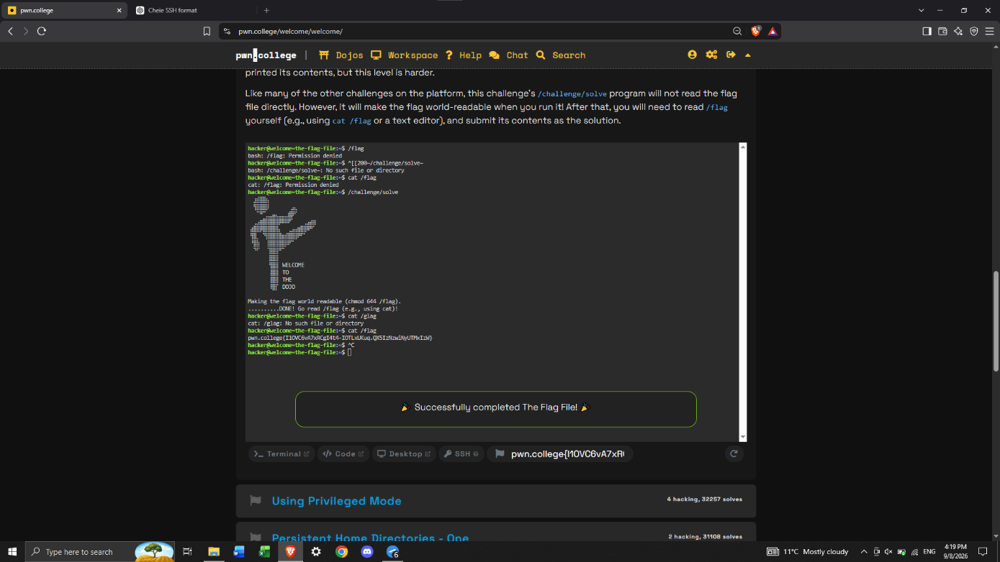 pwn.college
Cheie SSH format
pwn.college/welcome/welcome/
1
pwn.college | Dojos Workspace ? Help Chat Search
printed its contents, but this level is harder.
Like many of the other challenges on the platform, this challenge's /challenge/solve program will not read the flag
file directly. However, it will make the flag world-readable when you run it! After that, you will need to read /flag
yourself (e.g., using cat /flag or a text editor), and submit its contents as the solution.
hacker@welcome~the-flag-file:~$ /flag
bash: /flag: Permission denied
hacker@welcome~the-flag-file:~$ ^[[200~/challenge/solve~
bash: /challenge/solve~: No such file or directory
hacker@welcome~the-flag-file:~$ cat /flag
cat: /flag: Permission denied
hacker@welcome~the-flag-file:~$ /challenge/solve
WELCOME
TO
THE
DOJO
Making the flag world readable (chmod 644 /flag).
..........DONE! Go read /flag (e.g., using cat)!
hacker@welcome~the-flag-file:~$ cat /glag
cat: /glag: No such file or directory
hacker@welcome~the-flag-file:~$ cat /flag
hacker@welcome~the-flag-file:~$ ^C
hacker@welcome~the-flag-file:~$
Successfully completed The Flag File!
Terminal Code Desktop SSH
Using Privileged Mode
4 hacking, 32257 solves
Persistent Home Directories - One
2 hacking, 31108 solves
Type here to search
6
11°C Mostly cloudy
ENG
4:19 PM
9/8/2026